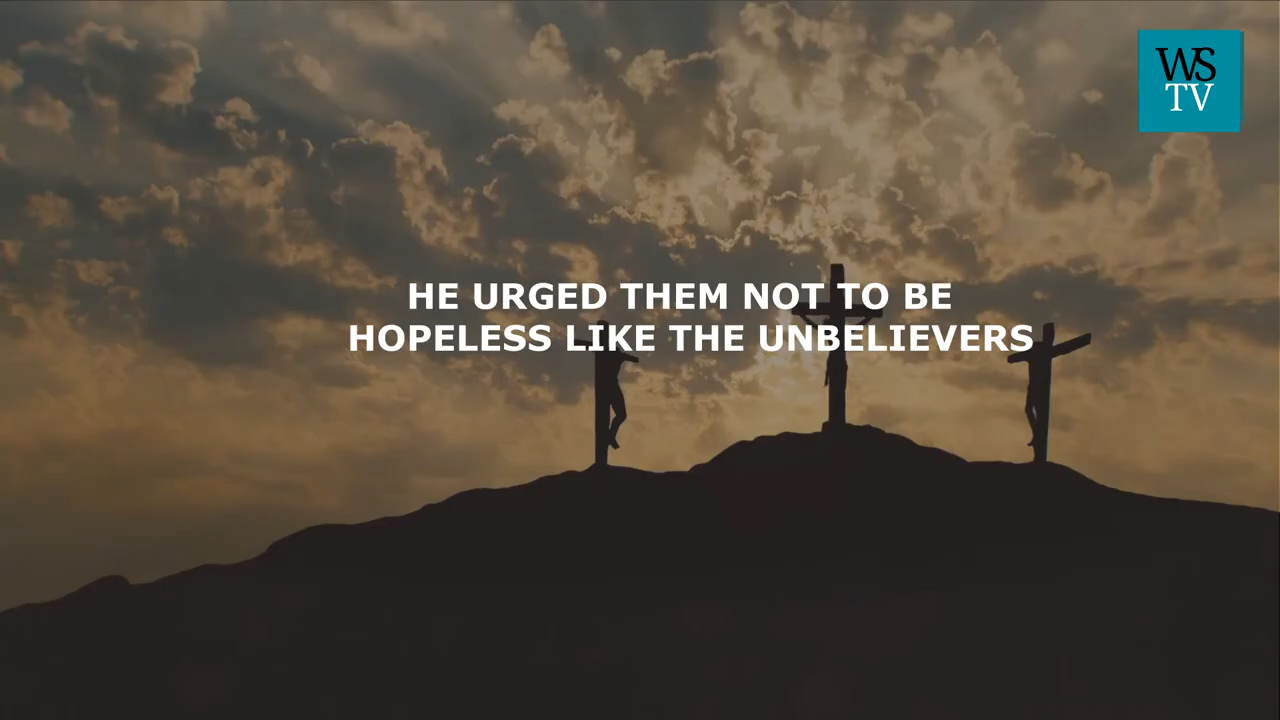 WS
TV
HE URGED THEM NOT TO BE
HOPELESS LIKE THE UNBELIEVERS